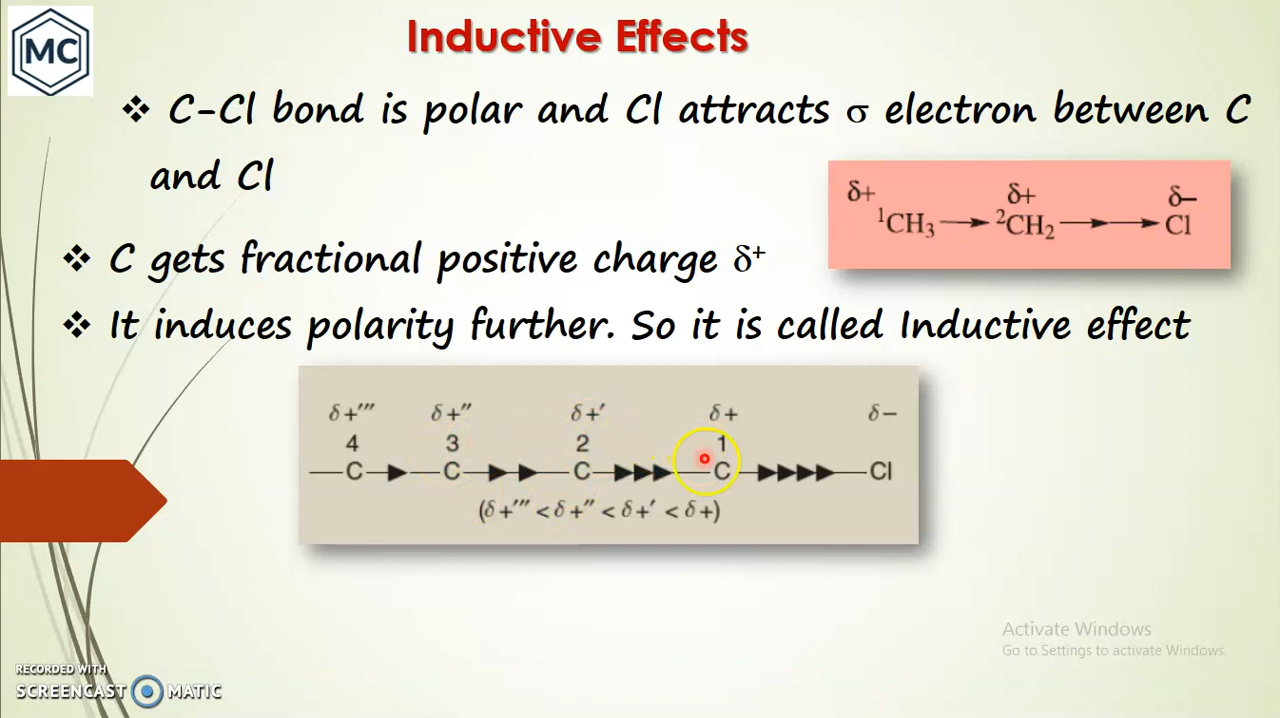 MC
Inductive Effects
❖ C-Cl bond is polar and Cl attracts σ electron between C
and Cl
δ+ δ+ δ−
¹CH₃ ⟶ ²CH₂ ⟶⟶ Cl
❖ C gets fractional positive charge δ⁺
❖ It induces polarity further. So it is called Inductive effect
δ+‴ δ+″ δ+′ δ+ δ−
4 3 2 1
—C—▶—C—▶▶—C—▶▶▶—C—▶▶▶▶—Cl
(δ+‴ < δ+″ < δ+′ < δ+)
Activate Windows
Go to Settings to activate Windows.
RECORDED WITH
SCREENCAST MATIC